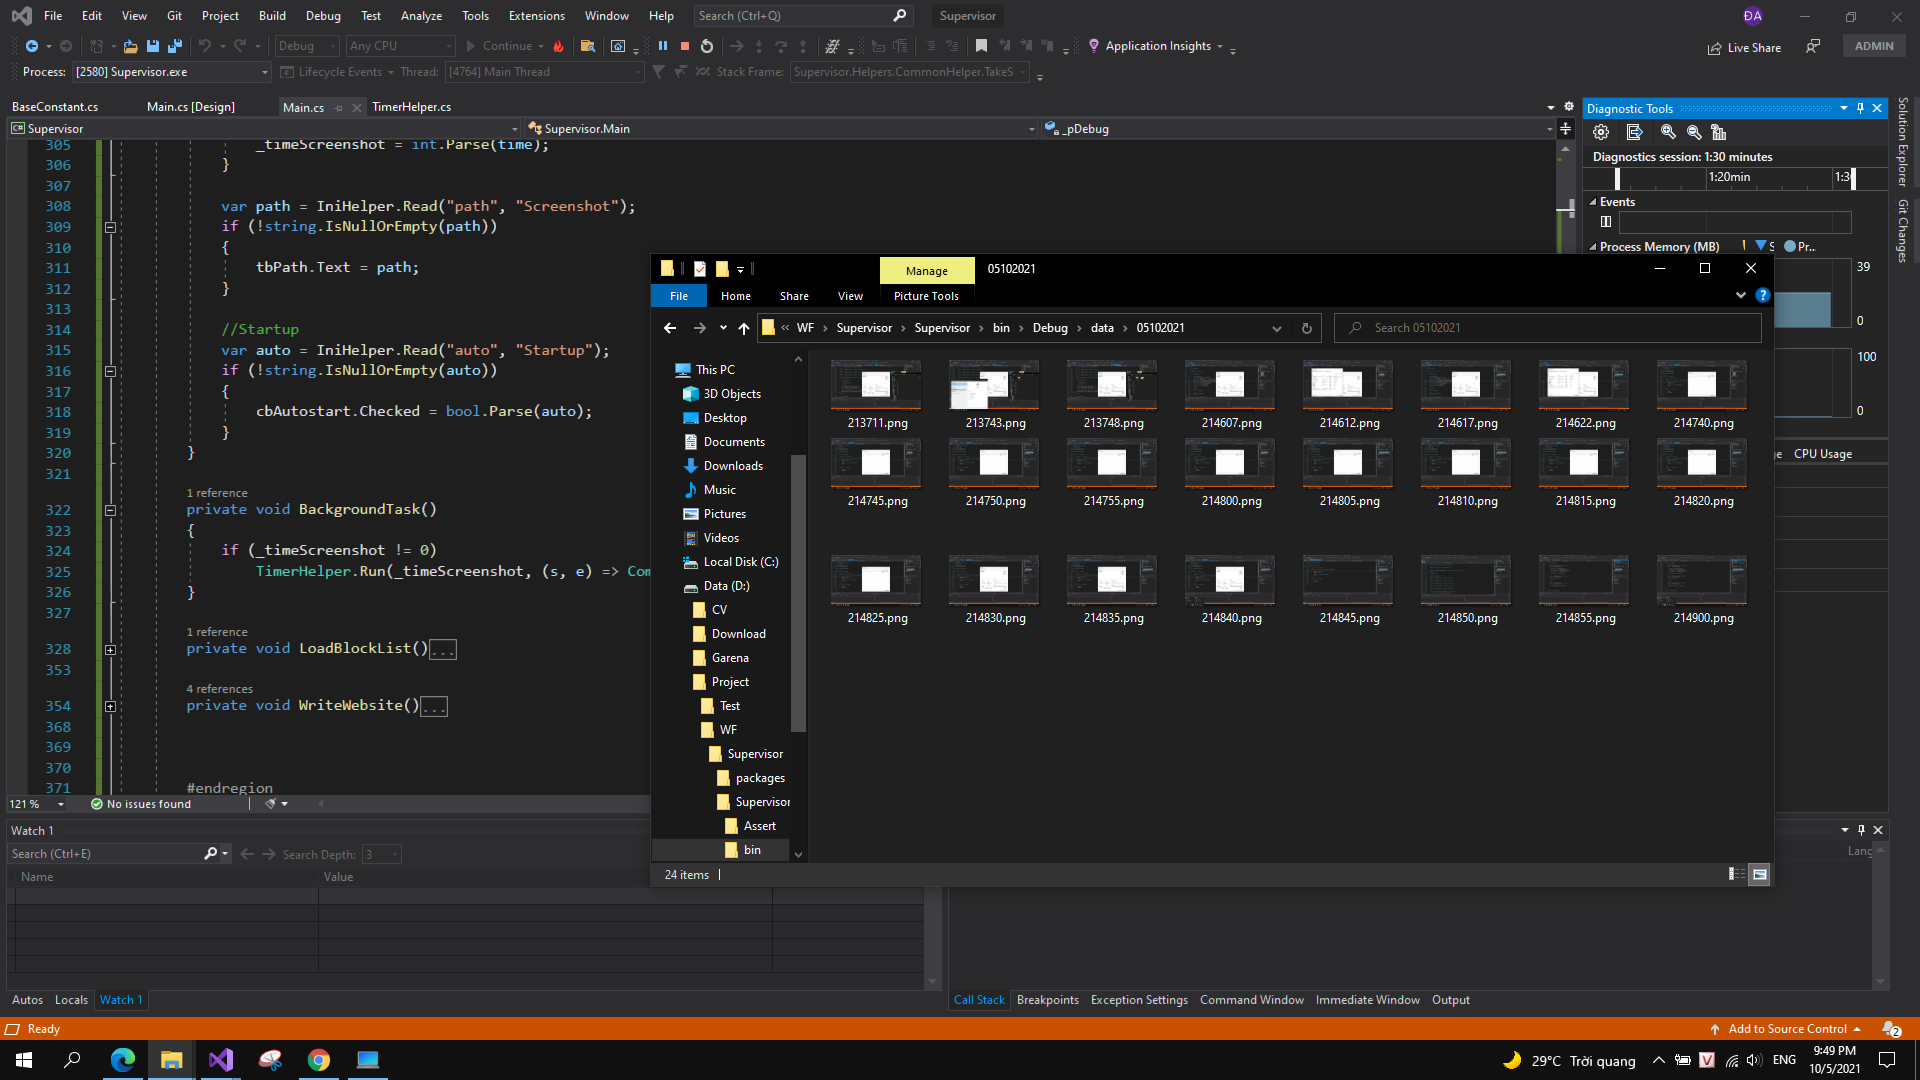 File Edit View Git Project Build Debug Test Analyze Tools Extensions Window Help Search (Ctrl+Q) Supervisor ĐA
Debug Any CPU Continue Application Insights Live Share ADMIN
Process: [2580] Supervisor.exe Lifecycle Events Thread: [4764] Main Thread Stack Frame: Supervisor.Helpers.CommonHelper.TakeS
BaseConstant.cs Main.cs [Design] Main.cs TimerHelper.cs
Supervisor Supervisor.Main _pDebug
305 _timeScreenshot = int.Parse(time);
306 }
307
308 var path = IniHelper.Read("path", "Screenshot");
309 if (!string.IsNullOrEmpty(path))
310 {
311 tbPath.Text = path;
312 }
313
314 //Startup
315 var auto = IniHelper.Read("auto", "Startup");
316 if (!string.IsNullOrEmpty(auto))
317 {
318 cbAutostart.Checked = bool.Parse(auto);
319 }
320 }
321
1 reference
322 private void BackgroundTask()
323 {
324 if (_timeScreenshot != 0)
325 TimerHelper.Run(_timeScreenshot, (s, e) => Com
326 }
327
1 reference
328 private void LoadBlockList()...
353
4 references
354 private void WriteWebsite()...
368
369
370
371 #endregion
121 % No issues found
Watch 1
Search (Ctrl+E) Search Depth: 3
Name Value
Autos Locals Watch 1
Diagnostic Tools
Diagnostics session: 1:30 minutes
1:20min 1:3
Events
Process Memory (MB) S Pr...
39
0
100
0
CPU Usage
Solution Explorer
Git Changes
Manage 05102021
File Home Share View Picture Tools
« WF › Supervisor › Supervisor › bin › Debug › data › 05102021 Search 05102021
This PC
3D Objects
Desktop
Documents
Downloads
Music
Pictures
Videos
Local Disk (C:)
Data (D:)
CV
Download
Garena
Project
Test
WF
Supervisor
packages
Supervisor
Assert
bin
213711.png 213743.png 213748.png 214607.png 214612.png 214617.png 214622.png 214740.png
214745.png 214750.png 214755.png 214800.png 214805.png 214810.png 214815.png 214820.png
214825.png 214830.png 214835.png 214840.png 214845.png 214850.png 214855.png 214900.png
24 items
Lang
Call Stack Breakpoints Exception Settings Command Window Immediate Window Output
Ready Add to Source Control 2
29°C Trời quang V ENG 9:49 PM
10/5/2021